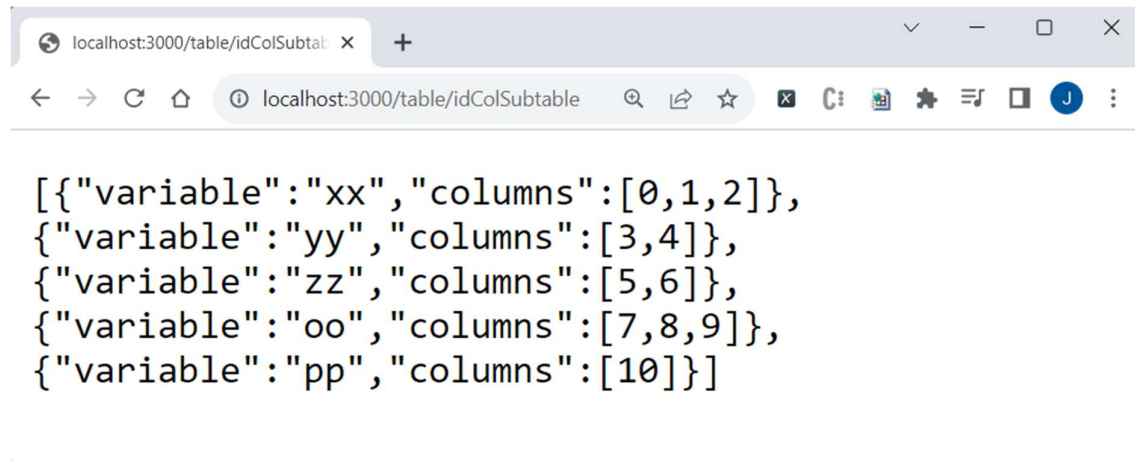 localhost:3000/table/idColSubtab
localhost:3000/table/idColSubtable
J
[{"variable":"xx","columns":[0,1,2]},
{"variable":"yy","columns":[3,4]},
{"variable":"zz","columns":[5,6]},
{"variable":"oo","columns":[7,8,9]},
{"variable":"pp","columns":[10]}]